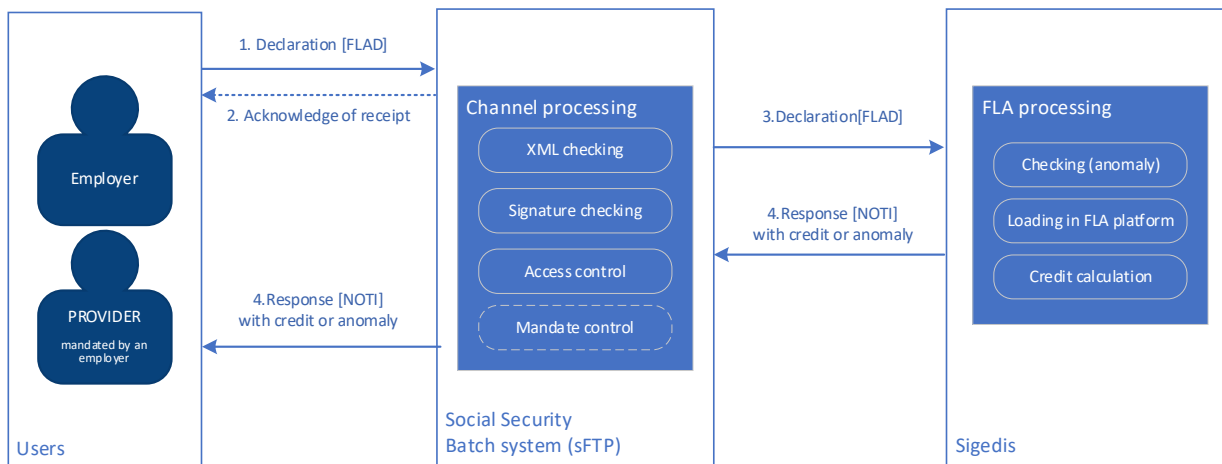 1. Declaration [FLAD]
2. Acknowledge of receipt
Employer
PROVIDER
mandated by an
employer
4.Response [NOTI]
with credit or anomaly
Users
Channel processing
XML checking
Signature checking
Access control
Mandate control
Social Security
Batch system (sFTP)
3.Declaration[FLAD]
4.Response [NOTI]
with credit or anomaly
FLA processing
Checking (anomaly)
Loading in FLA platform
Credit calculation
Sigedis